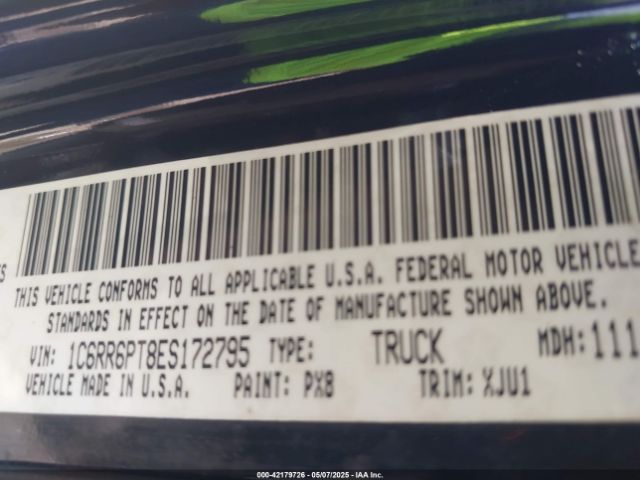 THIS VEHICLE CONFORMS TO ALL APPLICABLE U.S.A. FEDERAL MOTOR VEHICLE
STANDARDS IN EFFECT ON THE DATE OF MANUFACTURE SHOWN ABOVE.
VIN: 1C6RR6PT8ES172795 TYPE: TRUCK MDH: 111
VEHICLE MADE IN U.S.A. PAINT: PX8 TRIM: XJU1
000-42179726 - 05/07/2025 - IAA Inc.